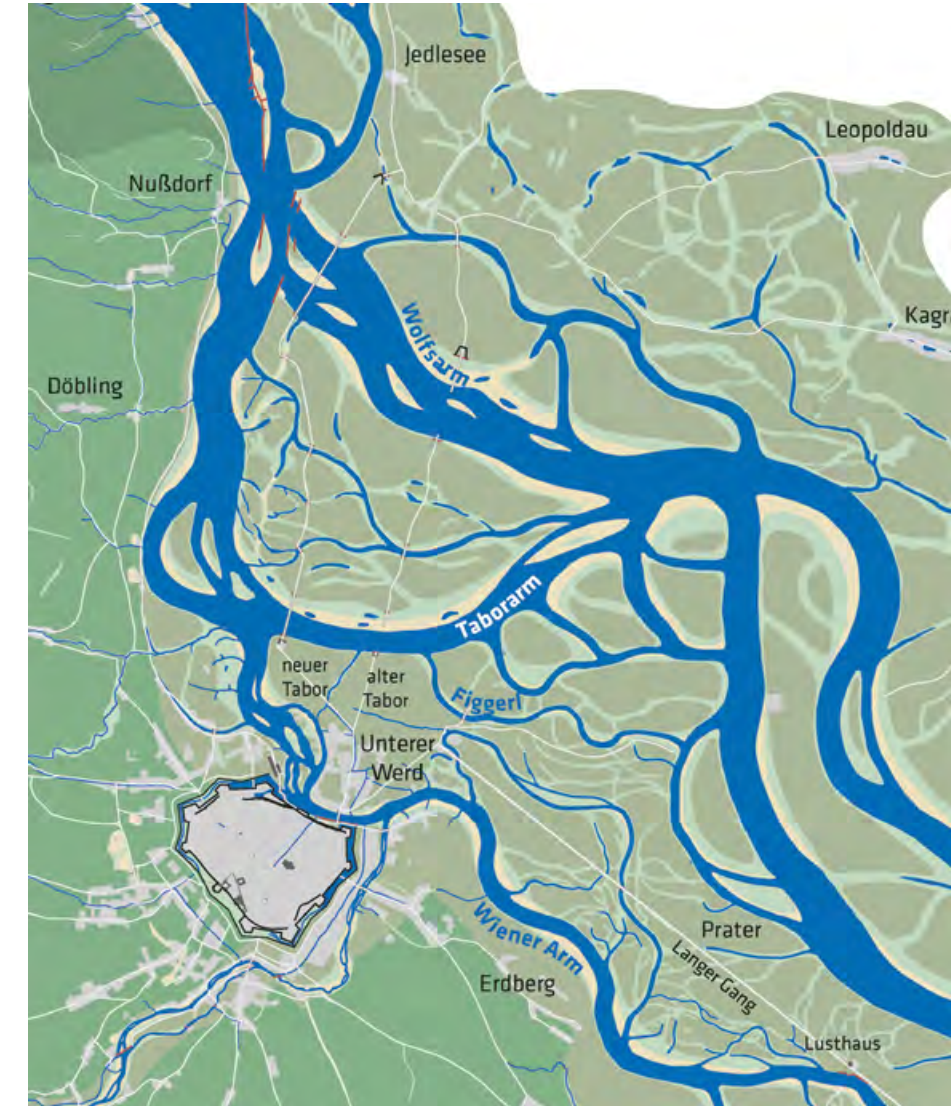 Jedlesee
Leopoldau
Nußdorf
Kagr
Wolfsarm
Döbling
Taborarm
neuer
Tabor
alter
Tabor
Figgerl
Unterer
Werd
Wiener Arm
Prater
Langer Gang
Erdberg
Lusthaus